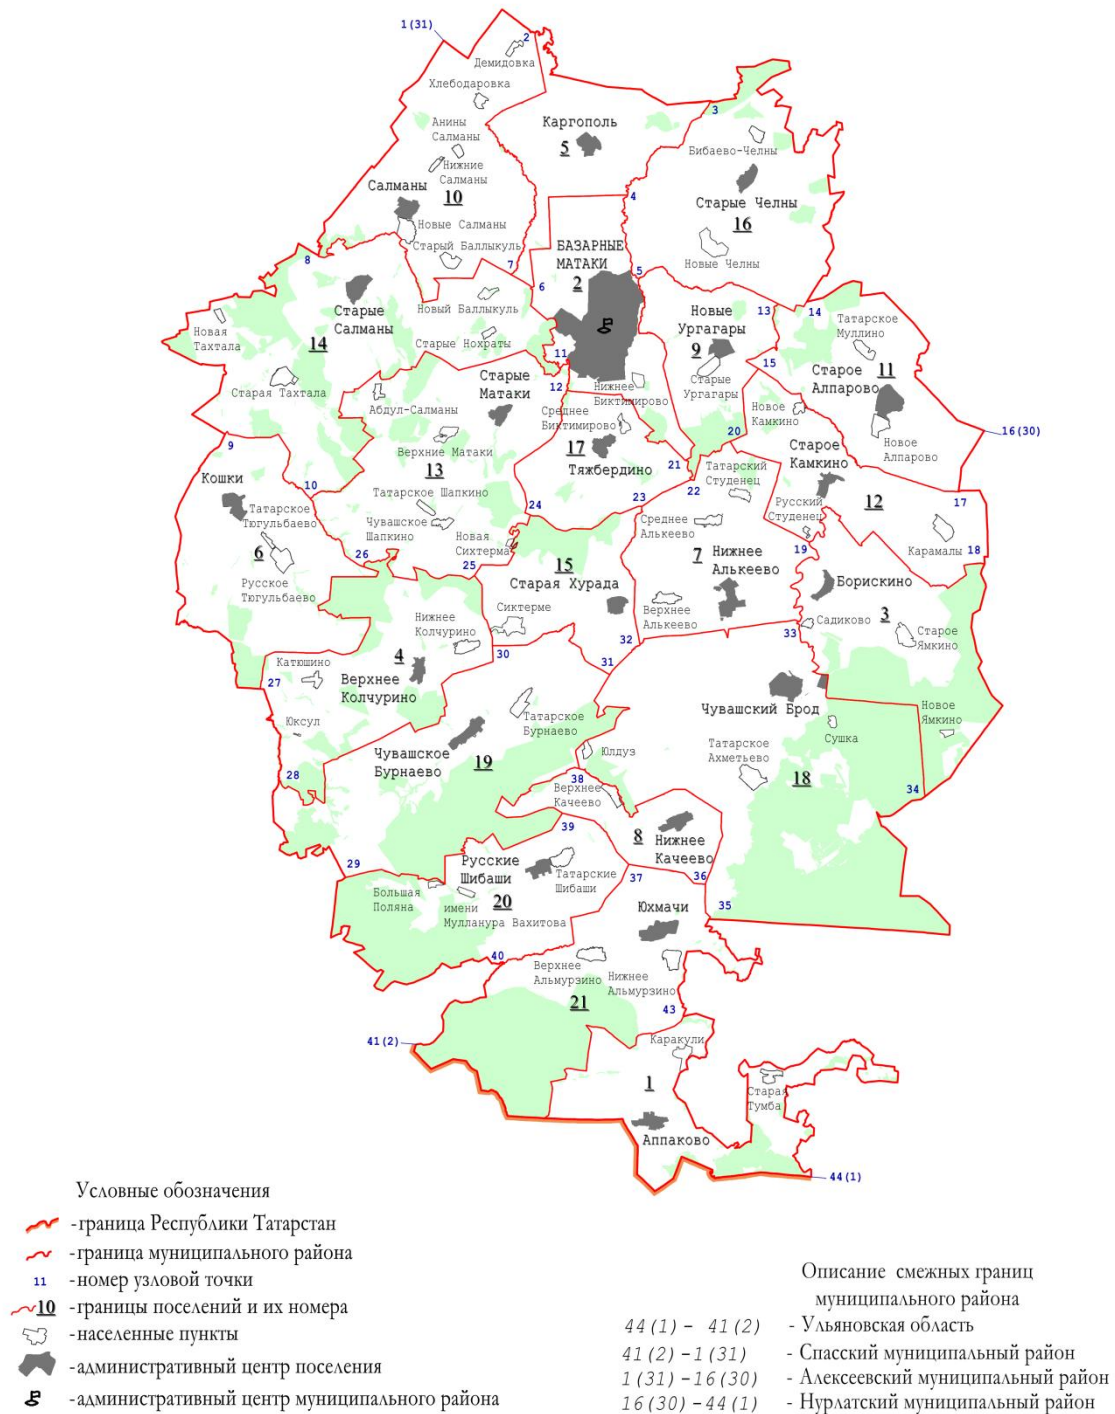 1(31)
2
Демидовка
Хлебодаровка
3
Каргополь
5
Анины
Салманы
Бибаево-Челны
Нижние
Салманы
Салманы
10
4
Старые Челны
16
Новые Салманы
Старый Баллыкуль
БАЗАРНЫЕ
МАТАКИ
2
Новые Челны
8
7
5
6
Старые
Салманы
14
Новый Баллыкуль
Новая
Тахтала
Старые Нохраты
Новые
Ургагары
9
13
14
Татарское
Муллино
11
15
11
Старое
Алпарово
Старая Тахтала
Старые
Матаки
12
Нижнее
Биктимирово
Старые
Ургагары
Абдул-Салманы
Среднее
Биктимирово
Новое
Камкино
20
16(30)
Новое
Алпарово
9
Верхние Матаки
13
17
Тяжбердино
21
Старое
Камкино
Татарский
Студенец
22
Кошки
10
Татарское Шапкино
24
23
12
17
Татарское
Тюгульбаево
6
Чувашское
Шапкино
Новая
Сихтерма
Среднее
Алькеево
Русский
Студенец
Карамалы
18
26
25
15
Старая Хурада
7
Нижнее
Алькеево
19
Борискино
Русское
Тюгульбаево
Сиктерме
Верхнее
Алькеево
3
Нижнее
Колчурино
Садиково
Старое
Ямкино
32
33
30
31
Катюшино
4
Верхнее
Колчурино
27
Чувашский Брод
Новое
Ямкино
Юксул
Татарское
Бурнаево
Сушка
Чувашское
Бурнаево
19
Юлдуз
Татарское
Ахметьево
18
28
38
Верхнее
Качеево
34
39
8
Нижнее
Качеево
29
Русские
Шибаши
Татарские
Шибаши
37
36
Большая
Поляна
имени
Мулланура Вахитова
20
35
Юхмачи
40
Верхнее
Альмурзино
Нижнее
Альмурзино
21
43
41(2)
Каракули
1
Старая
Тумба
Аппаково
44(1)
Условные обозначения
-граница Республики Татарстан
-граница муниципального района
11 -номер узловой точки
10 -границы поселений и их номера
-населенные пункты
-административный центр поселения
-административный центр муниципального района
Описание смежных границ
муниципального района
44(1) - 41(2) - Ульяновская область
41(2) -1(31) - Спасский муниципальный район
1(31) -16(30) - Алексеевский муниципальный район
16(30) -44(1) - Нурлатский муниципальный район